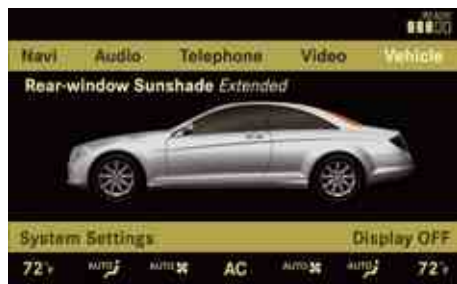 READY
Navi Audio Telephone Video Vehicle
Rear-window Sunshade Extended
System Settings Display OFF
72°F AUTO AUTO AC AUTO AUTO 72°F